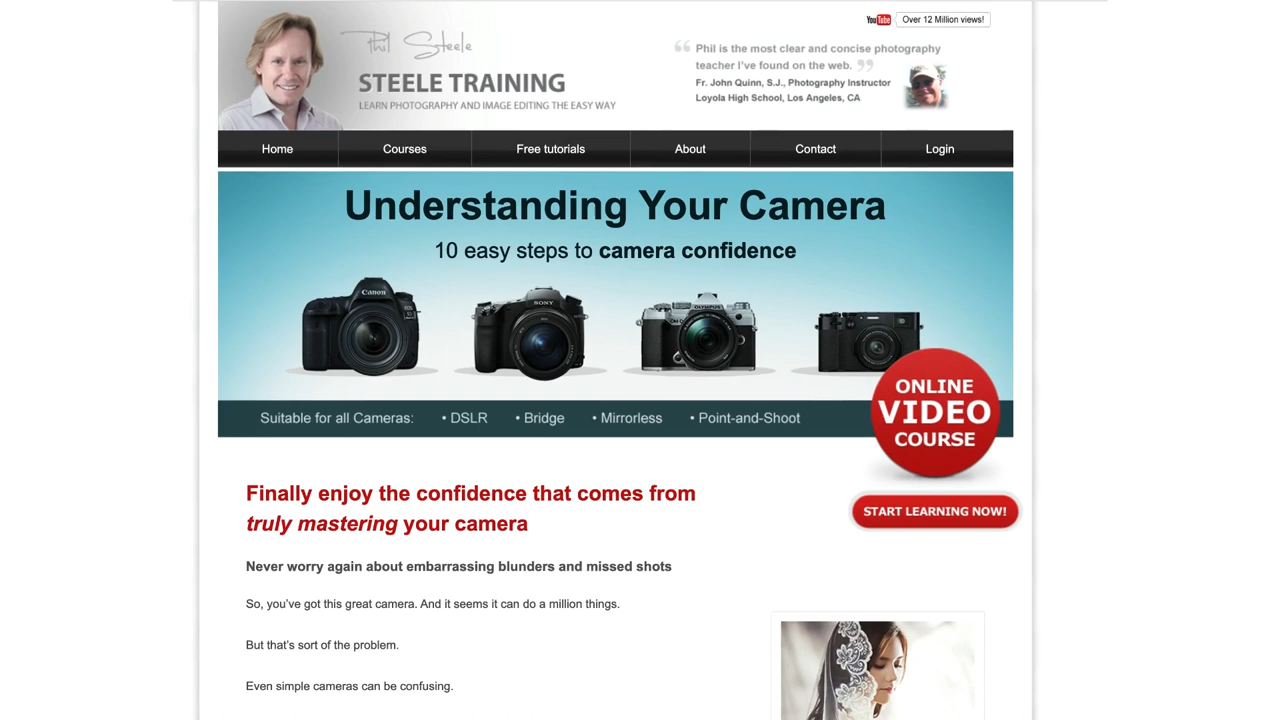 YouTube Over 12 Million views!
Phil Steele
STEELE TRAINING
LEARN PHOTOGRAPHY AND IMAGE EDITING THE EASY WAY
“ Phil is the most clear and concise photography
teacher I’ve found on the web. ”
Fr. John Quinn, S.J., Photography Instructor
Loyola High School, Los Angeles, CA
Home Courses Free tutorials About Contact Login
Understanding Your Camera
10 easy steps to camera confidence
Canon SONY OLYMPUS
Suitable for all Cameras: • DSLR • Bridge • Mirrorless • Point-and-Shoot
ONLINE
VIDEO
COURSE
START LEARNING NOW!
Finally enjoy the confidence that comes from
truly mastering your camera
Never worry again about embarrassing blunders and missed shots
So, you’ve got this great camera. And it seems it can do a million things.
But that’s sort of the problem.
Even simple cameras can be confusing.